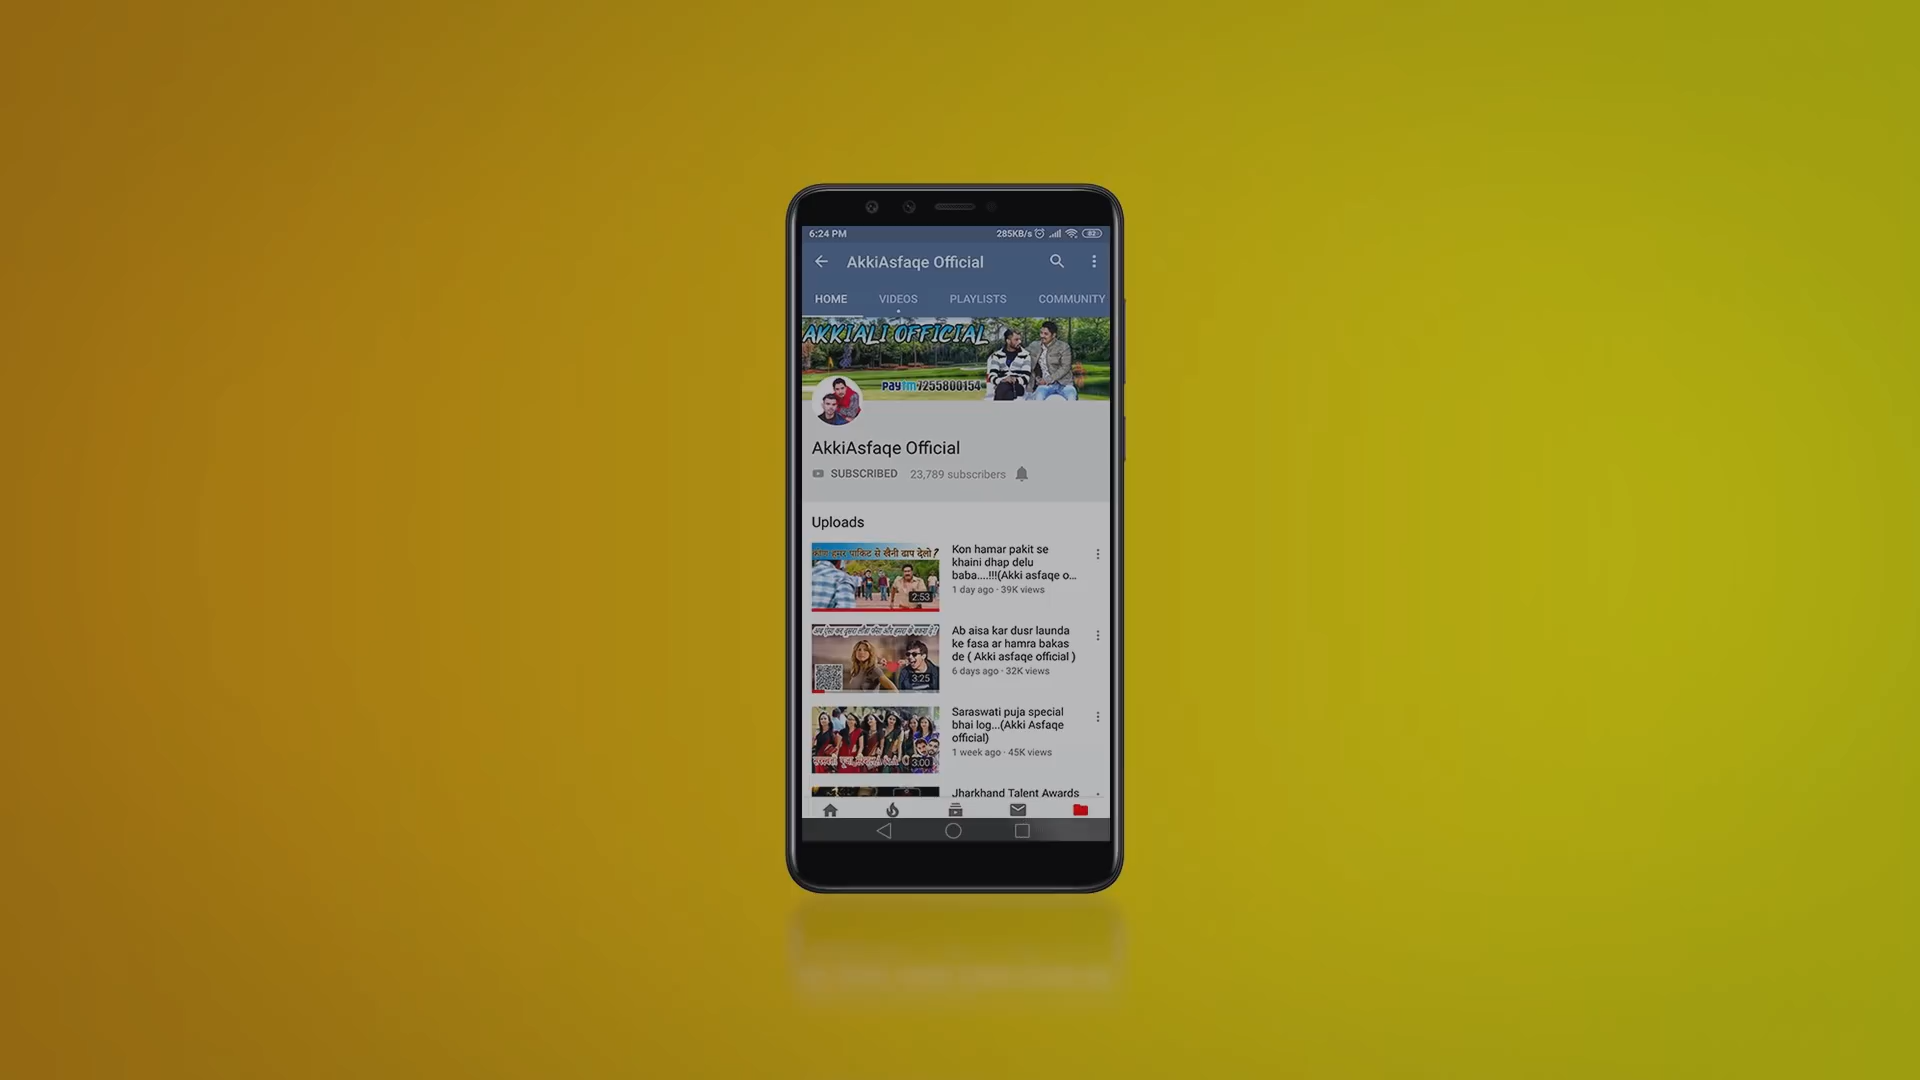 6:24 PM
285KB/s
82
AkkiAsfaqe Official
HOME VIDEOS PLAYLISTS COMMUNITY
AKKIALI OFFICIAL
PayTM 7255800154
AkkiAsfaqe Official
SUBSCRIBED 23,789 subscribers
Uploads
कोन हमर पाकिट से खैनी ढाप देलो ?
2:53
Kon hamar pakit se
khaini dhap delu
baba....!!!(Akki asfaqe o...
1 day ago · 39K views
3:25
Ab aisa kar dusr launda
ke fasa ar hamra bakas
de ( Akki asfaqe official )
6 days ago · 32K views
3:00
Saraswati puja special
bhai log...(Akki Asfaqe
official)
1 week ago · 45K views
Jharkhand Talent Awards